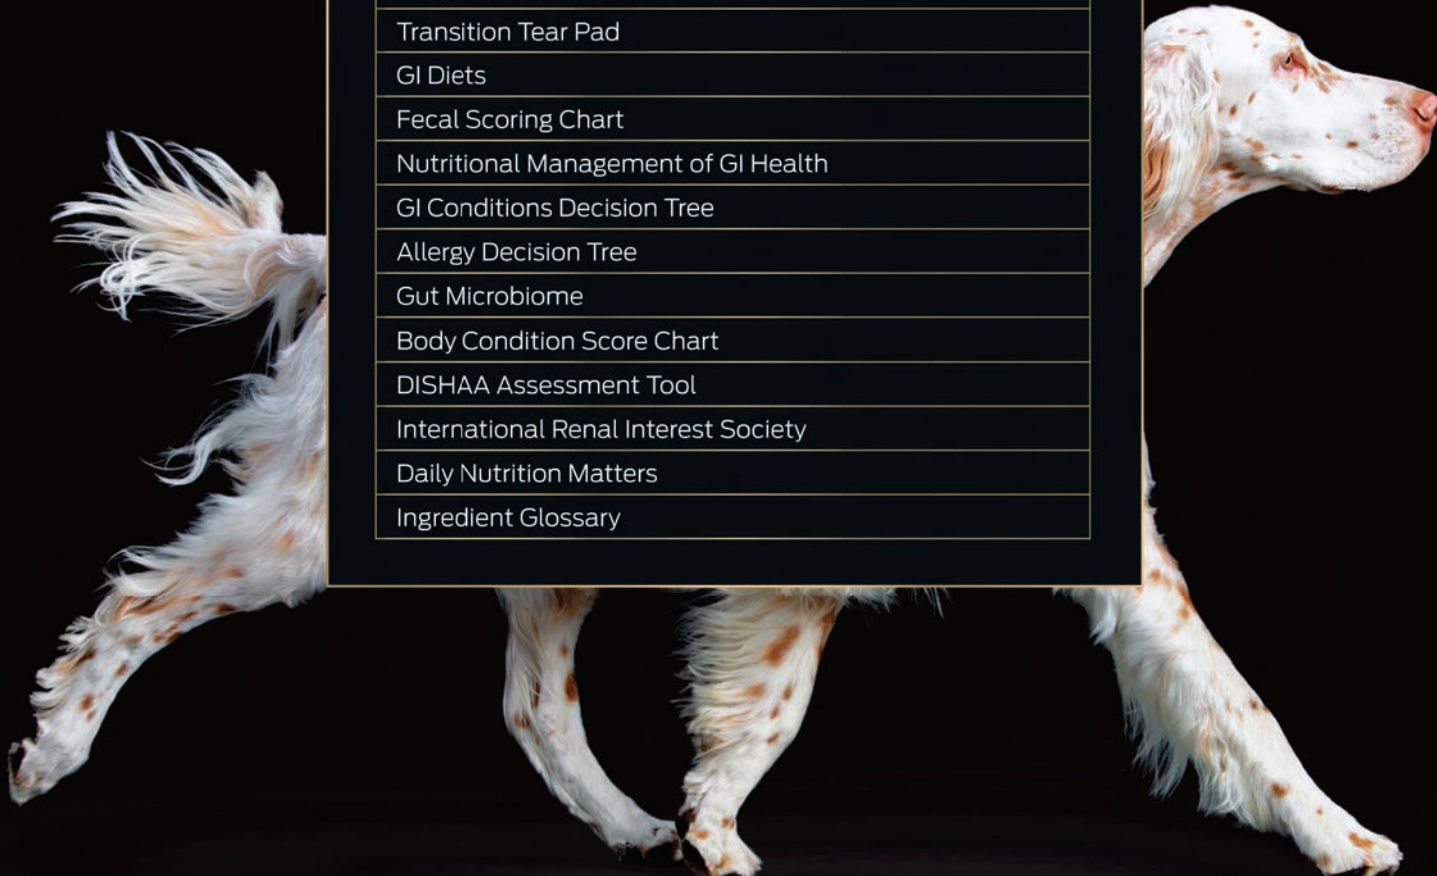 Transition Tear Pad
GI Diets
Fecal Scoring Chart
Nutritional Management of GI Health
GI Conditions Decision Tree
Allergy Decision Tree
Gut Microbiome
Body Condition Score Chart
DISHAA Assessment Tool
International Renal Interest Society
Daily Nutrition Matters
Ingredient Glossary